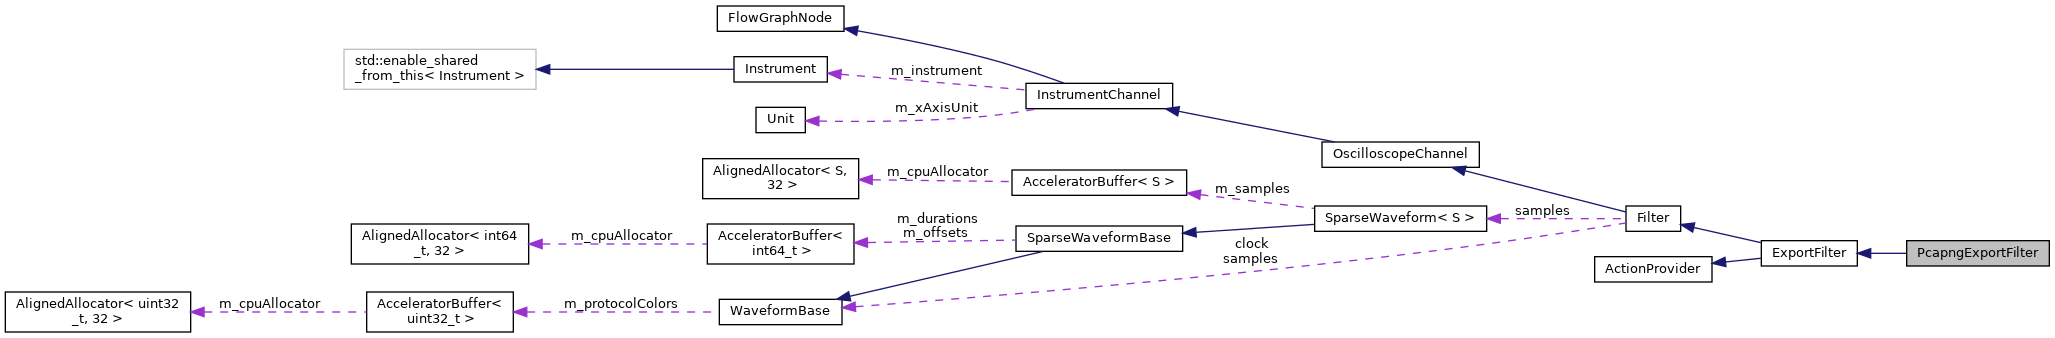 FlowGraphNode
std::enable_shared
_from_this< Instrument >
Instrument
m_instrument
InstrumentChannel
m_xAxisUnit
Unit
OscilloscopeChannel
AlignedAllocator< S,
32 >
m_cpuAllocator
AcceleratorBuffer< S >
m_samples
SparseWaveform< S >
samples
Filter
AlignedAllocator< int64
_t, 32 >
m_cpuAllocator
AcceleratorBuffer<
int64_t >
m_durations
m_offsets
SparseWaveformBase
clock
samples
ActionProvider
ExportFilter
PcapngExportFilter
AlignedAllocator< uint32
_t, 32 >
m_cpuAllocator
AcceleratorBuffer<
uint32_t >
m_protocolColors
WaveformBase